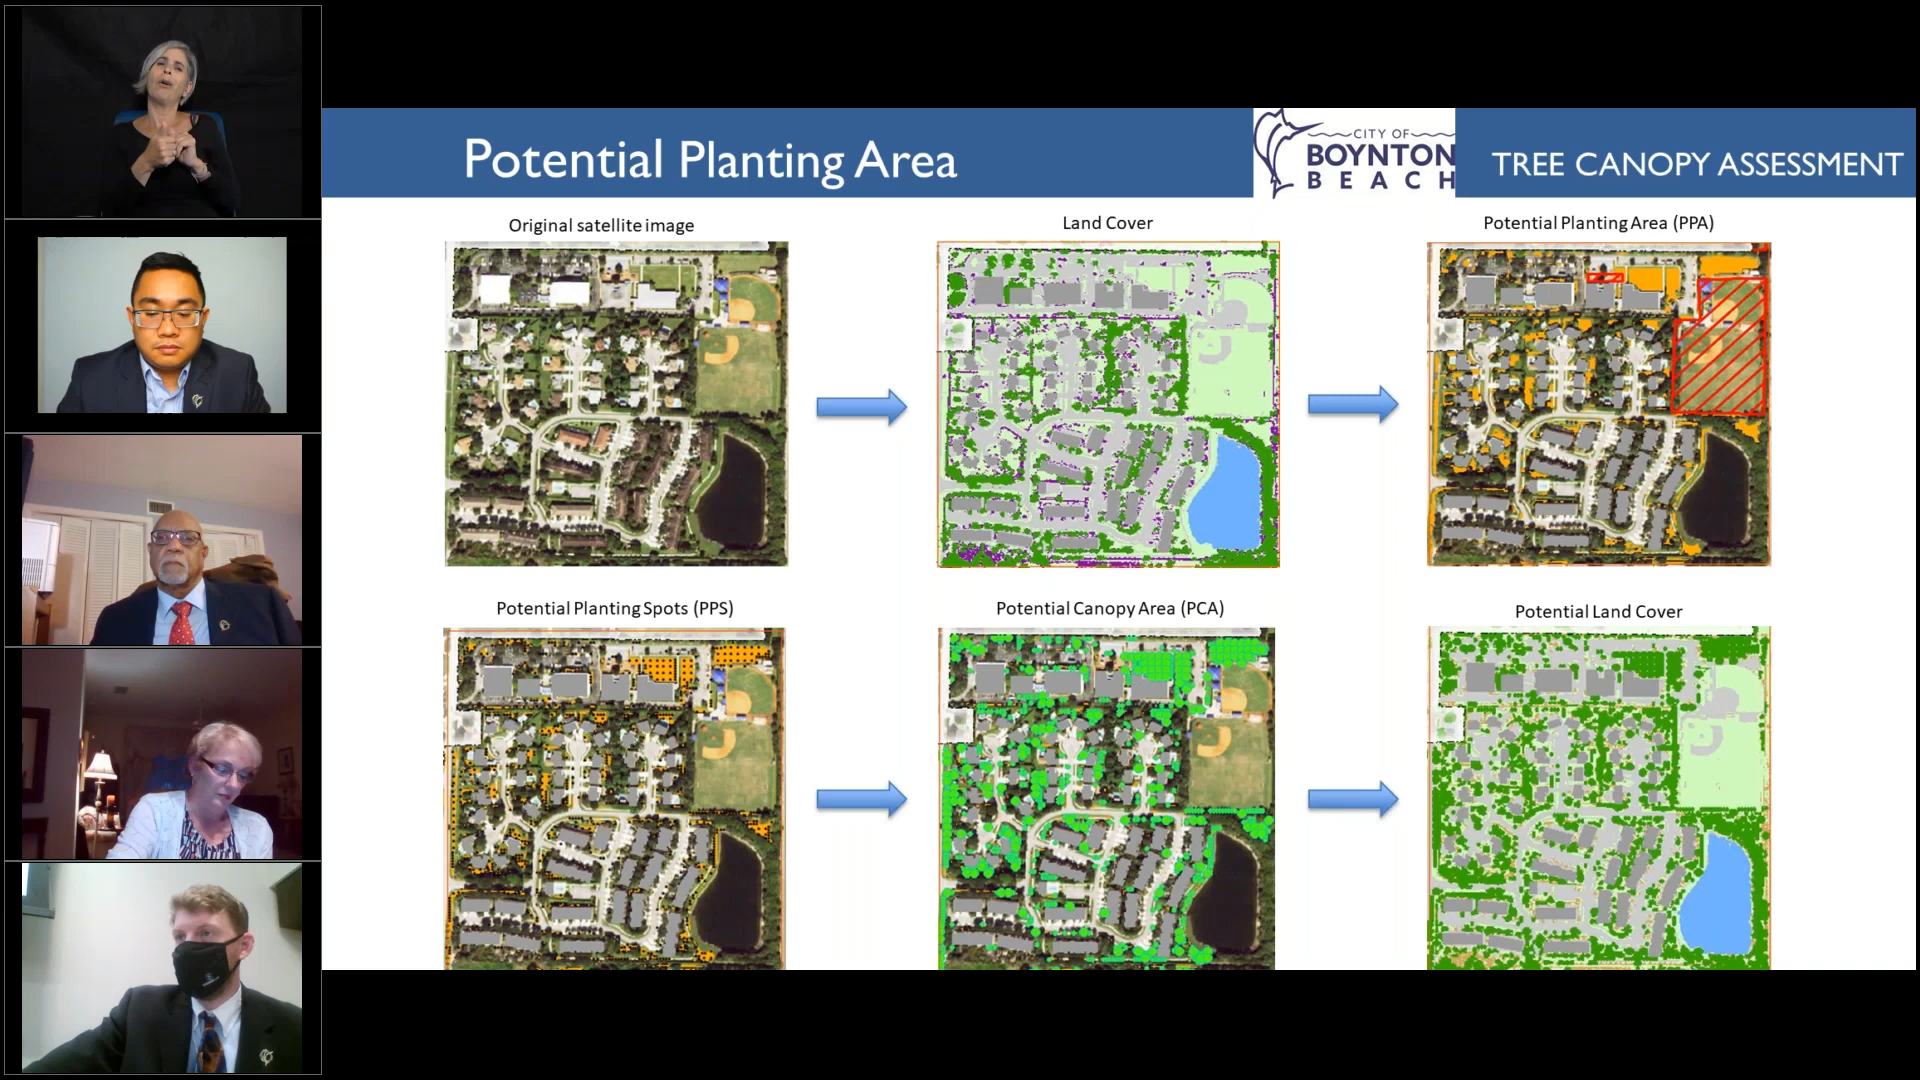 Potential Planting Area
CITY OF
BOYNTON
BEACH
TREE CANOPY ASSESSMENT
Original satellite image
Land Cover
Potential Planting Area (PPA)
Potential Planting Spots (PPS)
Potential Canopy Area (PCA)
Potential Land Cover